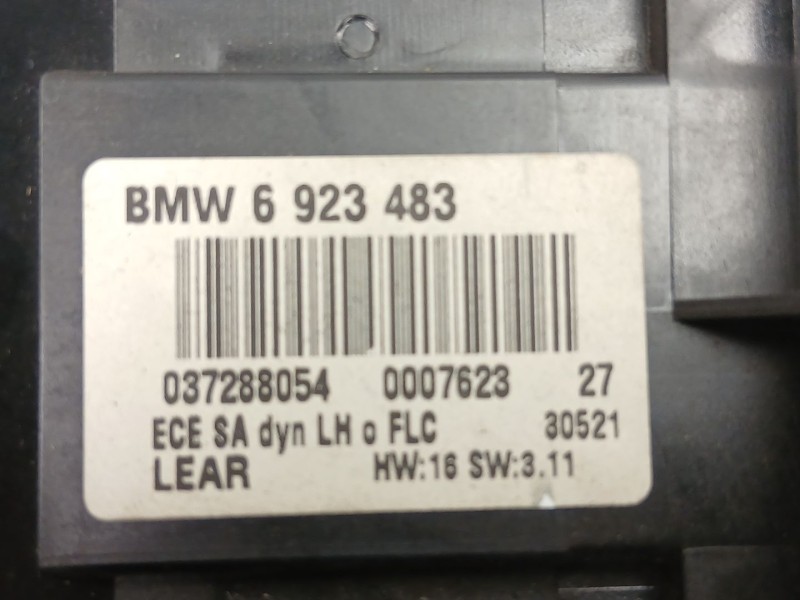 BMW 6 923 483
037288054 0007623 27
ECE SA dyn LH o FLC 30521
LEAR HW:16 SW:3.11